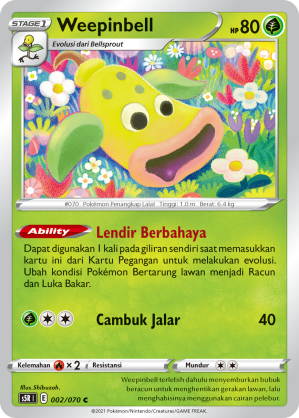 STAGE 1
Weepinbell
HP 80
Evolusi dari Bellsprout
#070 Pokémon Penangkap Lalat Tinggi: 1.0 m Berat: 6.4 kg
Ability Lendir Berbahaya
Dapat digunakan 1 kali pada giliran sendiri saat memasukkan
kartu ini dari Kartu Pegangan untuk melakukan evolusi.
Ubah kondisi Pokémon Bertarung lawan menjadi Racun
dan Luka Bakar.
Cambuk Jalar 40
Kelemahan × 2 Resistansi Mundur
Illus. Shibuzoh.
s5R I E 002/070 C
Weepinbell terlebih dahulu menyemburkan bubuk
beracun untuk menghentikan gerakan lawan, lalu
menghabisinya menggunakan cairan pelebur.
©2021 Pokémon/Nintendo/Creatures/GAME FREAK.